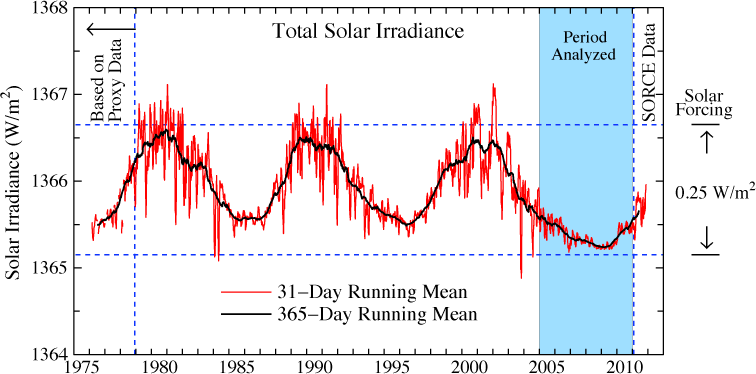 Total Solar Irradiance
Based on
Proxy Data
Period
Analyzed
SORCE Data
Solar
Forcing
0.25 W/m²
Solar Irradiance (W/m²)
1368
1367
1366
1365
1364
31–Day Running Mean
365–Day Running Mean
1975 1980 1985 1990 1995 2000 2005 2010